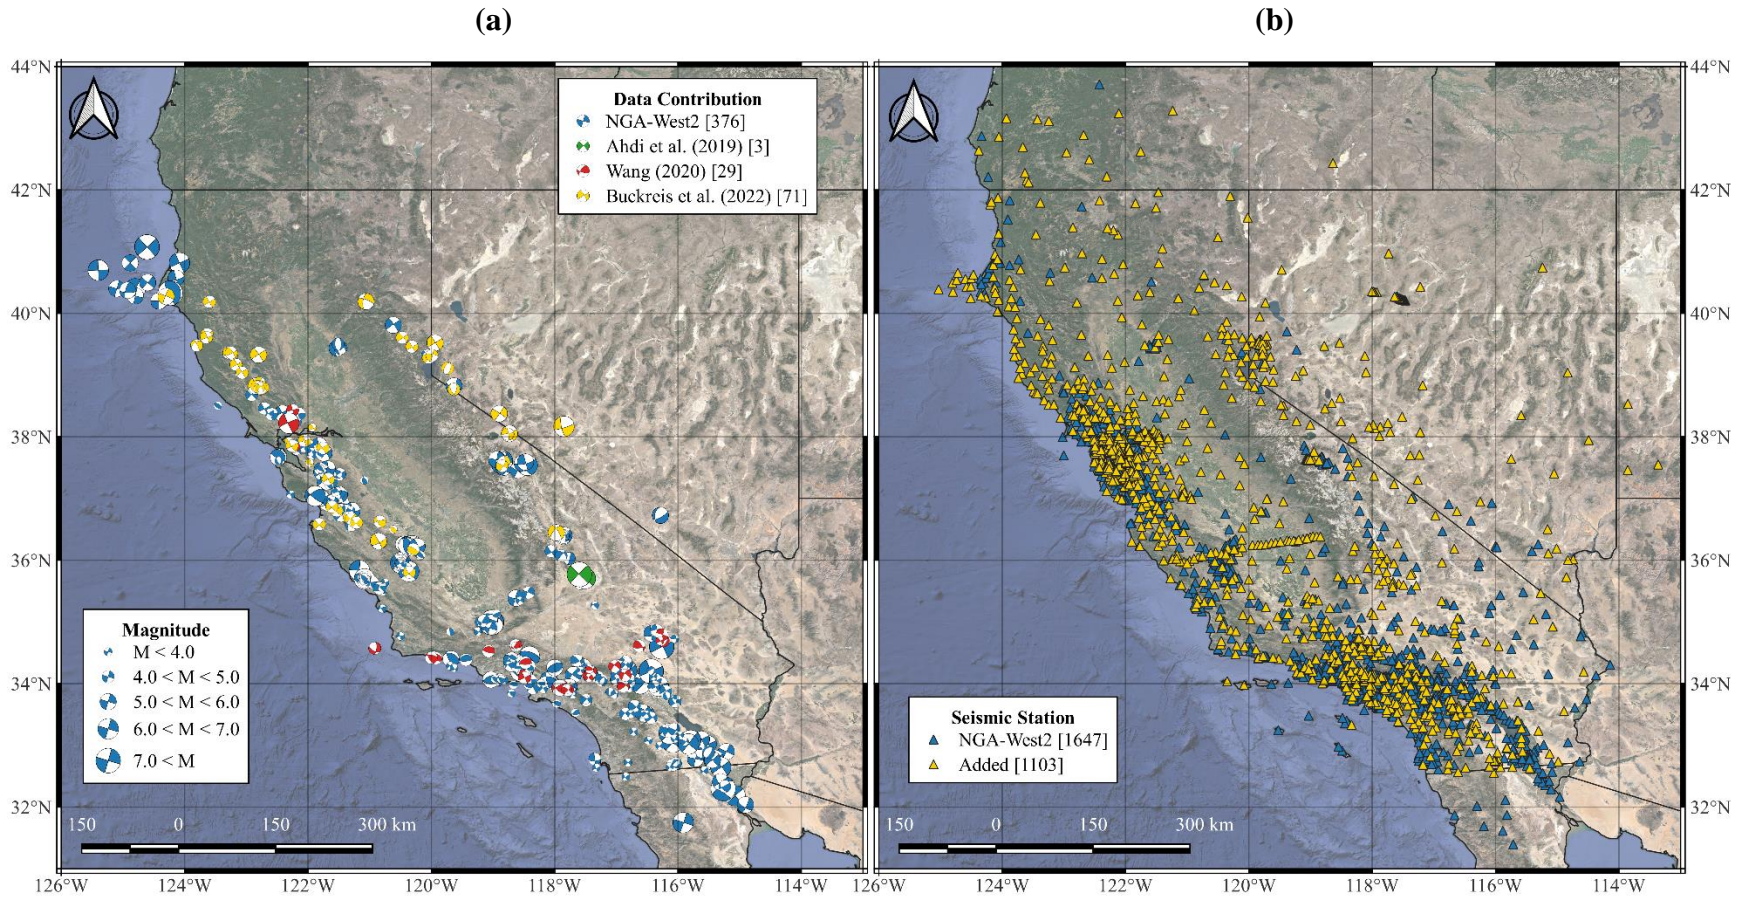 (a)
(b)
44°N
42°N
40°N
38°N
36°N
34°N
32°N
Data Contribution
NGA-West2 [376]
Ahdi et al. (2019) [3]
Wang (2020) [29]
Buckreis et al. (2022) [71]
Magnitude
M < 4.0
4.0 < M < 5.0
5.0 < M < 6.0
6.0 < M < 7.0
7.0 < M
150 0 150 300 km
126°W 124°W 122°W 120°W 118°W 116°W 114°W
Seismic Station
NGA-West2 [1647]
Added [1103]
150 0 150 300 km
126°W 124°W 122°W 120°W 118°W 116°W 114°W
44°N
42°N
40°N
38°N
36°N
34°N
32°N